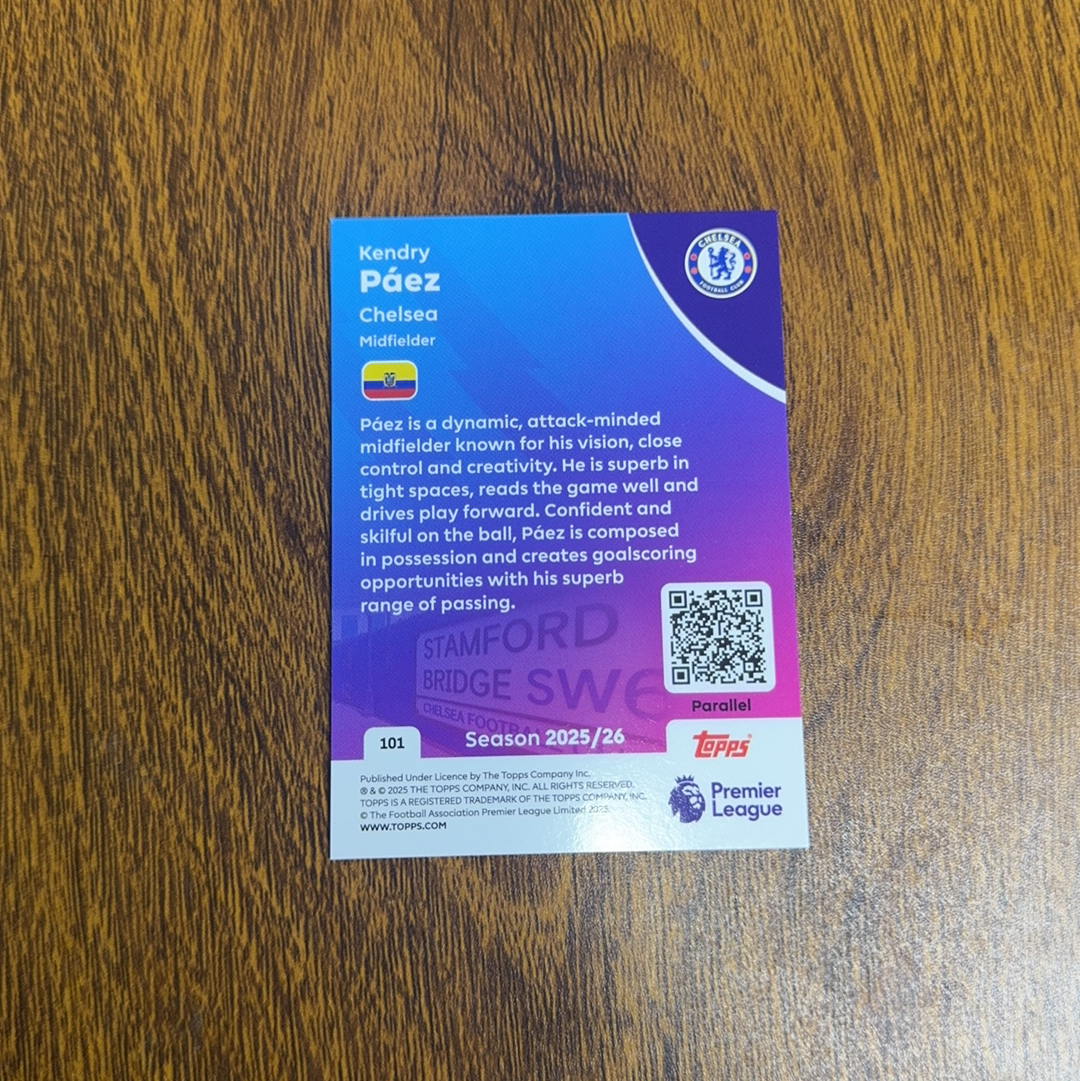 Kendry
Páez
Chelsea
Midfielder
CHELSEA
FOOTBALL CLUB
Páez is a dynamic, attack-minded
midfielder known for his vision, close
control and creativity. He is superb in
tight spaces, reads the game well and
drives play forward. Confident and
skilful on the ball, Páez is composed
in possession and creates goalscoring
opportunities with his superb
range of passing.
STAMFORD
BRIDGE SW6
CHELSEA
Parallel
101
Season 2025/26
Topps
Published Under Licence by The Topps Company Inc.
® & © 2025 THE TOPPS COMPANY, INC. ALL RIGHTS RESERVED.
TOPPS IS A REGISTERED TRADEMARK OF THE TOPPS COMPANY, INC.
© The Football Association Premier League Limited 2025.
WWW.TOPPS.COM
Premier
League